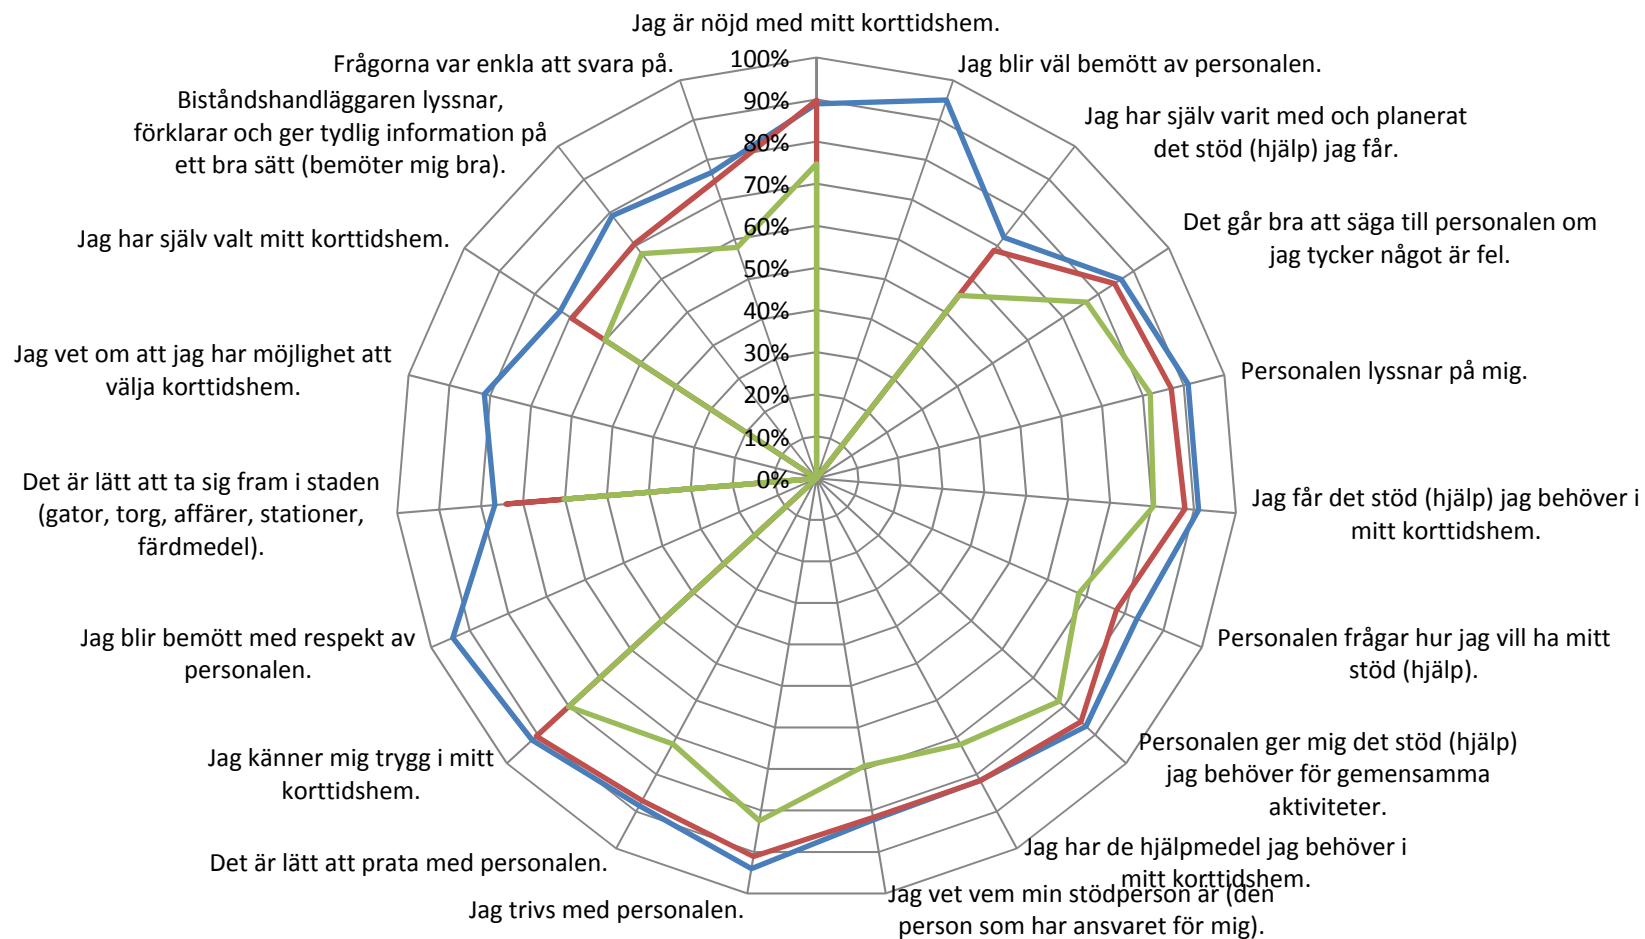 Jag är nöjd med mitt korttidshem.
Jag blir väl bemött av personalen.
Jag har själv varit med och planerat
det stöd (hjälp) jag får.
Det går bra att säga till personalen om
jag tycker något är fel.
Personalen lyssnar på mig.
Jag får det stöd (hjälp) jag behöver i
mitt korttidshem.
Personalen frågar hur jag vill ha mitt
stöd (hjälp).
Personalen ger mig det stöd (hjälp)
jag behöver för gemensamma
aktiviteter.
Jag har de hjälpmedel jag behöver i
mitt korttidshem.
Jag vet vem min stödperson är (den
person som har ansvaret för mig).
Jag trivs med personalen.
Det är lätt att prata med personalen.
Jag känner mig trygg i mitt
korttidshem.
Jag blir bemött med respekt av
personalen.
Det är lätt att ta sig fram i staden
(gator, torg, affärer, stationer,
färdmedel).
Jag vet om att jag har möjlighet att
välja korttidshem.
Jag har själv valt mitt korttidshem.
Biståndshandläggaren lyssnar,
förklarar och ger tydlig information på
ett bra sätt (bemöter mig bra).
Frågorna var enkla att svara på.
100%
90%
80%
70%
60%
50%
40%
30%
20%
10%
0%